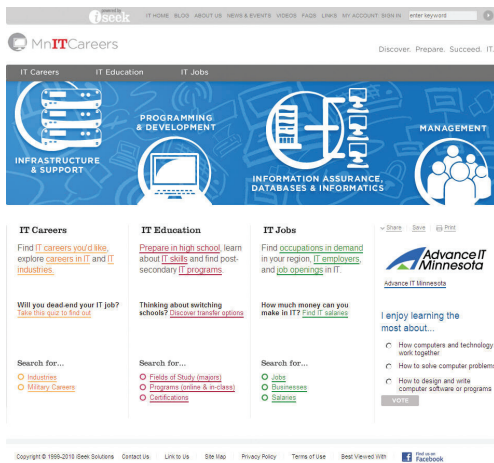 powered by
iseek
IT HOME BLOG ABOUT US NEWS & EVENTS VIDEOS FAQS LINKS MY ACCOUNT: SIGN IN enter keyword
MnITCareers
Discover. Prepare. Succeed. IT.
IT Careers IT Education IT Jobs
PROGRAMMING
& DEVELOPMENT
MANAGEMENT
INFRASTRUCTURE
& SUPPORT
INFORMATION ASSURANCE,
DATABASES & INFORMATICS
IT Careers
Find IT careers you'd like,
explore careers in IT and IT
industries.
Will you dead-end your IT job?
Take this quiz to find out
Search for...
Industries
Military Careers
IT Education
Prepare in high school, learn
about IT skills and find post-
secondary IT programs.
Thinking about switching
schools? Discover transfer options
Search for...
Fields of Study (majors)
Programs (online & in-class)
Certifications
IT Jobs
Find occupations in demand
in your region, IT employers,
and job openings in IT.
How much money can you
make in IT? Find IT salaries
Search for...
Jobs
Businesses
Salaries
Share Save Print
Advance IT
Minnesota
Advance IT Minnesota
I enjoy learning the
most about...
How computers and technology
work together
How to solve computer problems
How to design and write
computer software or programs
VOTE
Copyright © 1999-2010 iSeek Solutions Contact Us Link to Us Site Map Privacy Policy Terms of Use Best Viewed With Find us on
Facebook